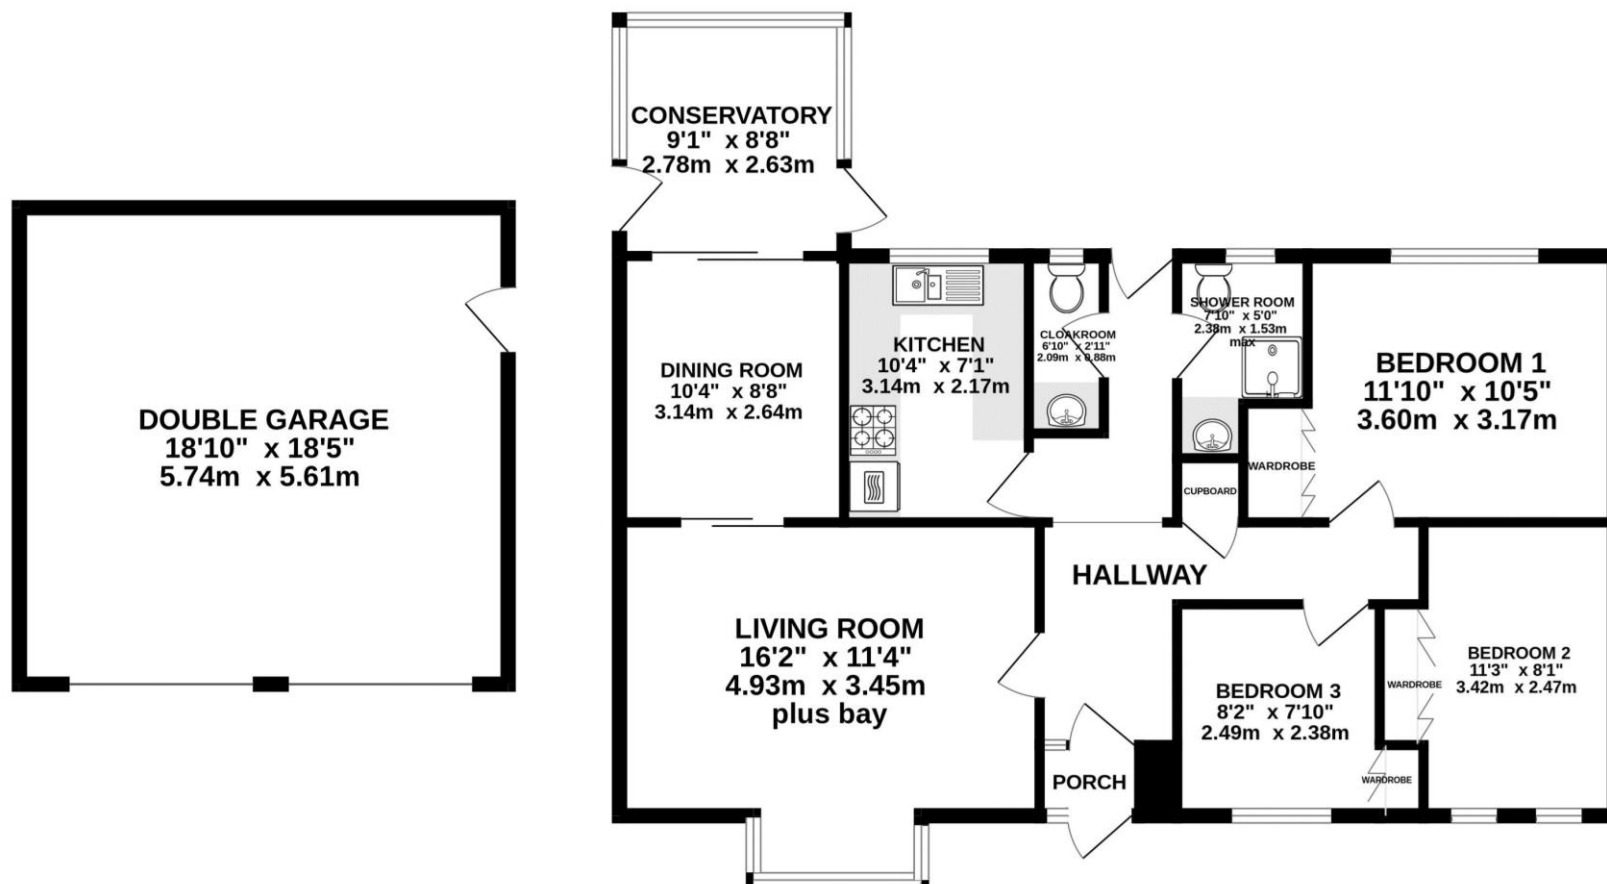 CONSERVATORY
9'1" x 8'8"
2.78m x 2.63m
DOUBLE GARAGE
18'10" x 18'5"
5.74m x 5.61m
DINING ROOM
10'4" x 8'8"
3.14m x 2.64m
KITCHEN
10'4" x 7'1"
3.14m x 2.17m
CLOAKROOM
6'10" x 2'11"
2.09m x 0.88m
SHOWER ROOM
7'10" x 5'0"
2.38m x 1.53m
max
BEDROOM 1
11'10" x 10'5"
3.60m x 3.17m
WARDROBE
CUPBOARD
HALLWAY
LIVING ROOM
16'2" x 11'4"
4.93m x 3.45m
plus bay
BEDROOM 3
8'2" x 7'10"
2.49m x 2.38m
WARDROBE
BEDROOM 2
11'3" x 8'1"
3.42m x 2.47m
WARDROBE
PORCH